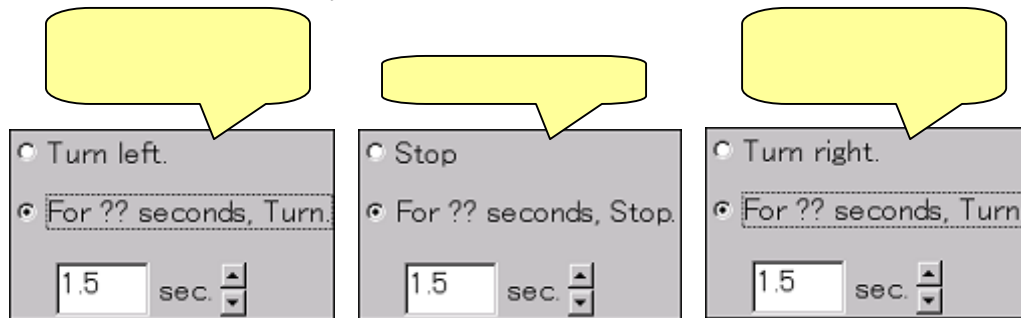 Turn left.
For ?? seconds, Turn.
1.5 sec.
Stop
For ?? seconds, Stop.
1.5 sec.
Turn right.
For ?? seconds, Turn
1.5 sec.